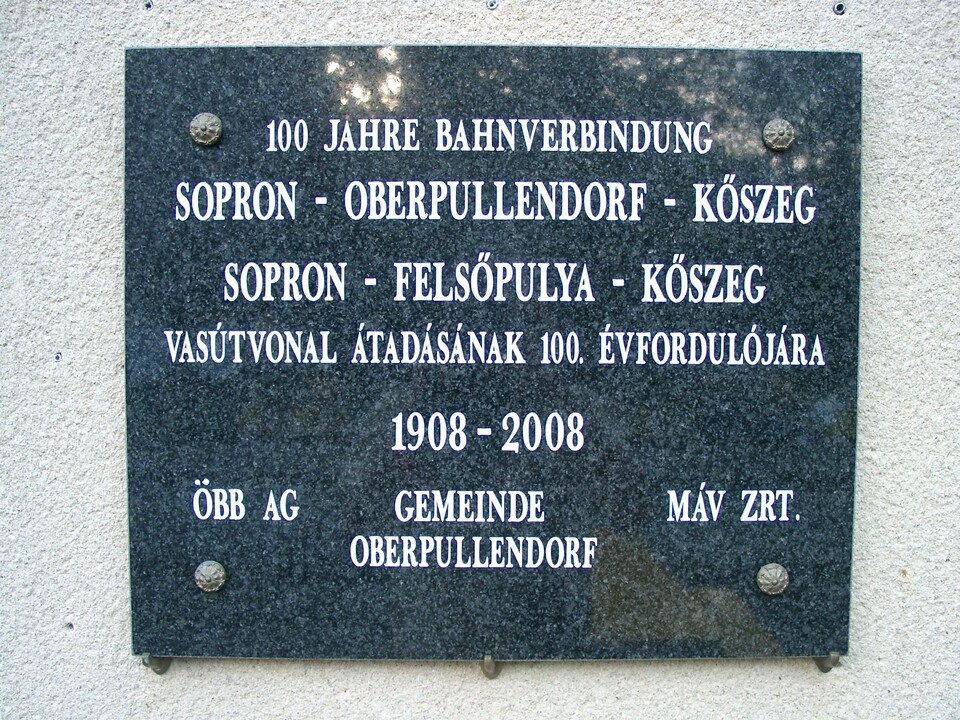 100 JAHRE BAHNVERBINDUNG
SOPRON - OBERPULLENDORF - KŐSZEG
SOPRON - FELSŐPULYA - KŐSZEG
VASÚTVONAL ÁTADÁSÁNAK 100. ÉVFORDULÓJÁRA
1908 - 2008
ÖBB AG GEMEINDE MÁV ZRT.
OBERPULLENDORF